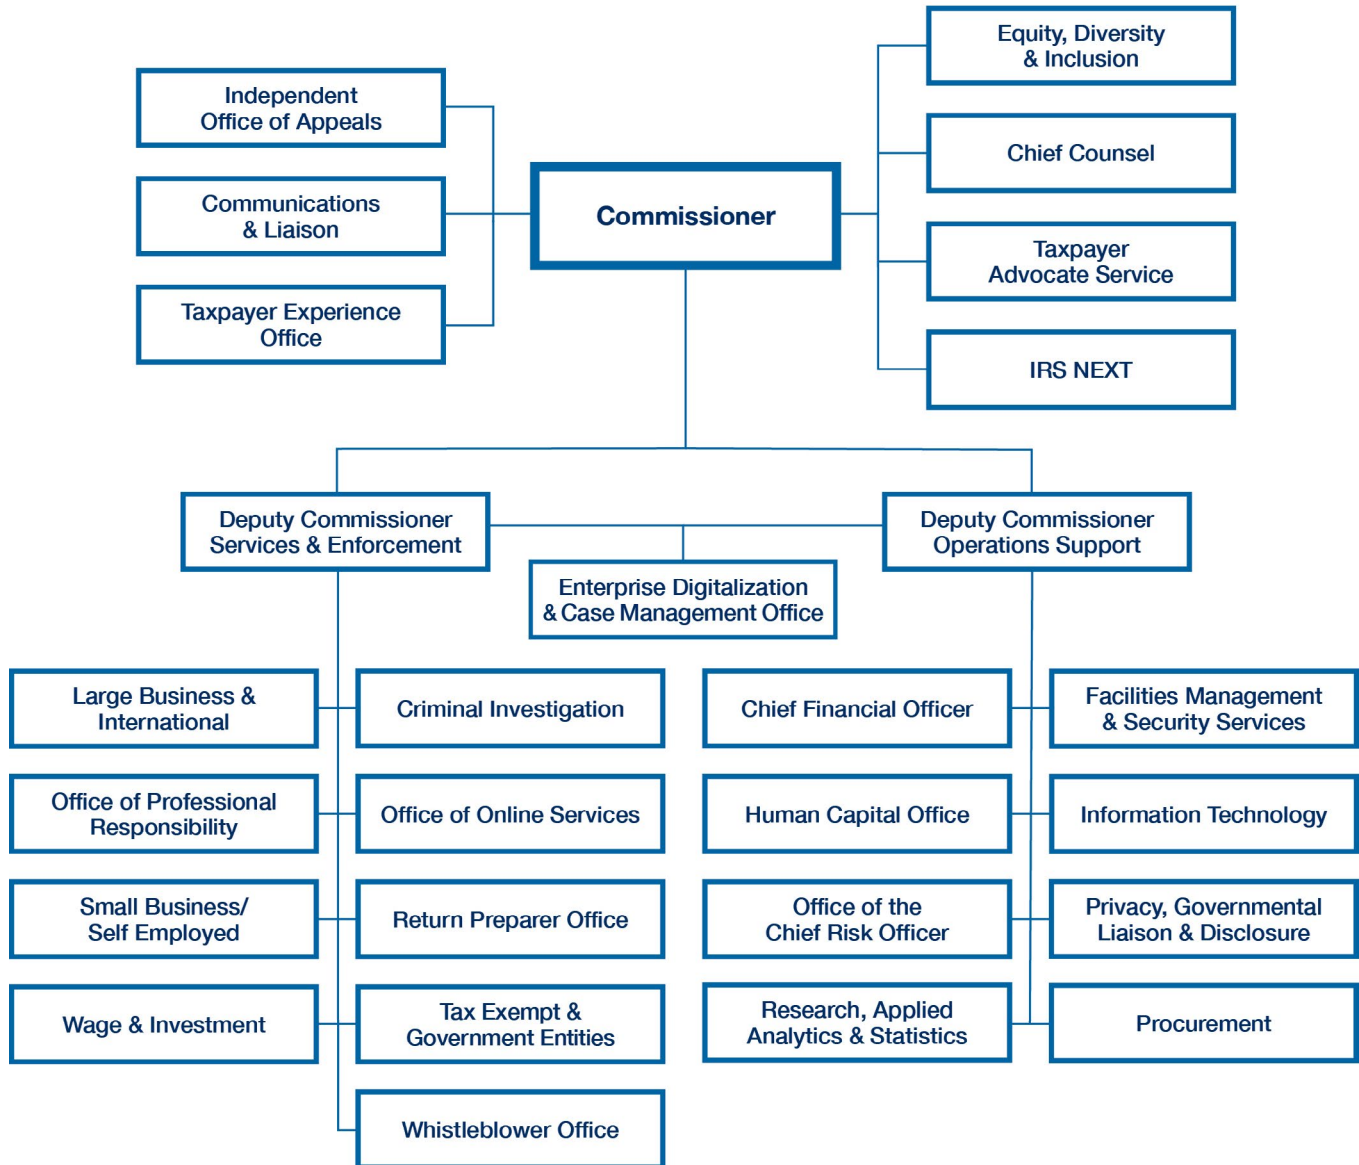 Equity, Diversity
& Inclusion
Independent
Office of Appeals
Chief Counsel
Communications
& Liaison
Commissioner
Taxpayer
Advocate Service
Taxpayer Experience
Office
IRS NEXT
Deputy Commissioner
Services & Enforcement
Deputy Commissioner
Operations Support
Enterprise Digitalization
& Case Management Office
Large Business &
International
Criminal Investigation
Chief Financial Officer
Facilities Management
& Security Services
Office of Professional
Responsibility
Office of Online Services
Human Capital Office
Information Technology
Small Business/
Self Employed
Return Preparer Office
Office of the
Chief Risk Officer
Privacy, Governmental
Liaison & Disclosure
Wage & Investment
Tax Exempt &
Government Entities
Research, Applied
Analytics & Statistics
Procurement
Whistleblower Office